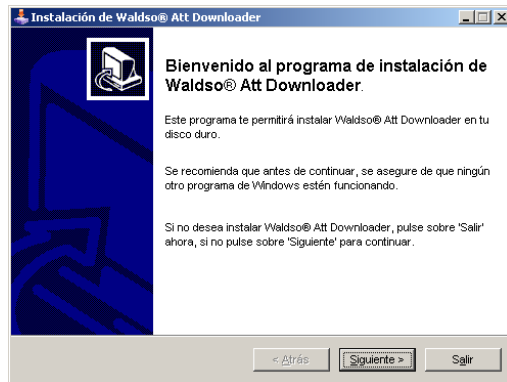 Instalación de Waldso® Att Downloader
Bienvenido al programa de instalación de
Waldso® Att Downloader.
Este programa te permitirá instalar Waldso® Att Downloader en tu
disco duro.
Se recomienda que antes de continuar, se asegure de que ningún
otro programa de Windows estén funcionando.
Si no desea instalar Waldso® Att Downloader, pulse sobre 'Salir'
ahora, si no pulse sobre 'Siguiente' para continuar.
< Atrás
Siguiente >
Salir